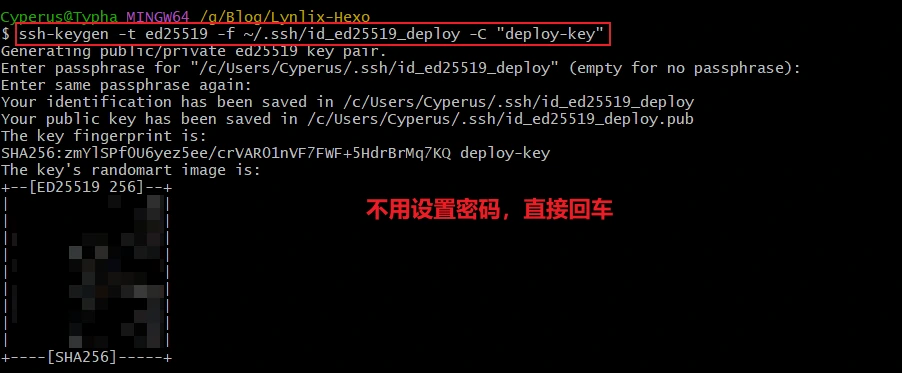 Cyperus@Typha MINGW64 /g/Blog/Lynlix-Hexo
$ ssh-keygen -t ed25519 -f ~/.ssh/id_ed25519_deploy -C "deploy-key"
Generating public/private ed25519 key pair.
Enter passphrase for "/c/Users/Cyperus/.ssh/id_ed25519_deploy" (empty for no passphrase):
Enter same passphrase again:
Your identification has been saved in /c/Users/Cyperus/.ssh/id_ed25519_deploy
Your public key has been saved in /c/Users/Cyperus/.ssh/id_ed25519_deploy.pub
The key fingerprint is:
SHA256:zmYlSPfOU6yez5ee/crVAR01nVF7FWF+5HdrBrMq7KQ deploy-key
The key's randomart image is:
+--[ED25519 256]--+
不用设置密码，直接回车
+----[SHA256]-----+